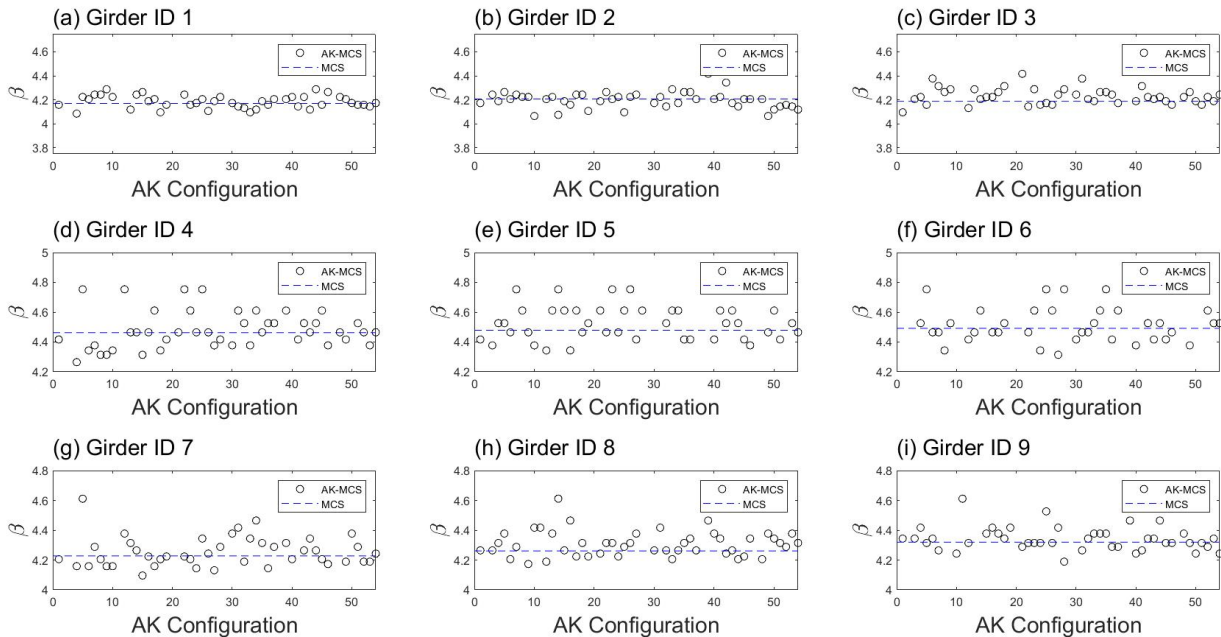 (a) Girder ID 1
(b) Girder ID 2
(c) Girder ID 3
4.6
4.4
4.2
4
3.8
β
AK-MCS
MCS
0 10 20 30 40 50
AK Configuration
4.6
4.4
4.2
4
3.8
β
AK-MCS
MCS
0 10 20 30 40 50
AK Configuration
4.6
4.4
4.2
4
3.8
β
AK-MCS
MCS
0 10 20 30 40 50
AK Configuration
(d) Girder ID 4
(e) Girder ID 5
(f) Girder ID 6
5
4.8
4.6
4.4
4.2
β
AK-MCS
MCS
0 10 20 30 40 50
AK Configuration
5
4.8
4.6
4.4
4.2
β
AK-MCS
MCS
0 10 20 30 40 50
AK Configuration
5
4.8
4.6
4.4
4.2
β
AK-MCS
MCS
0 10 20 30 40 50
AK Configuration
(g) Girder ID 7
(h) Girder ID 8
(i) Girder ID 9
4.8
4.6
4.4
4.2
4
β
AK-MCS
MCS
0 10 20 30 40 50
AK Configuration
4.8
4.6
4.4
4.2
4
β
AK-MCS
MCS
0 10 20 30 40 50
AK Configuration
4.8
4.6
4.4
4.2
4
β
AK-MCS
MCS
0 10 20 30 40 50
AK Configuration